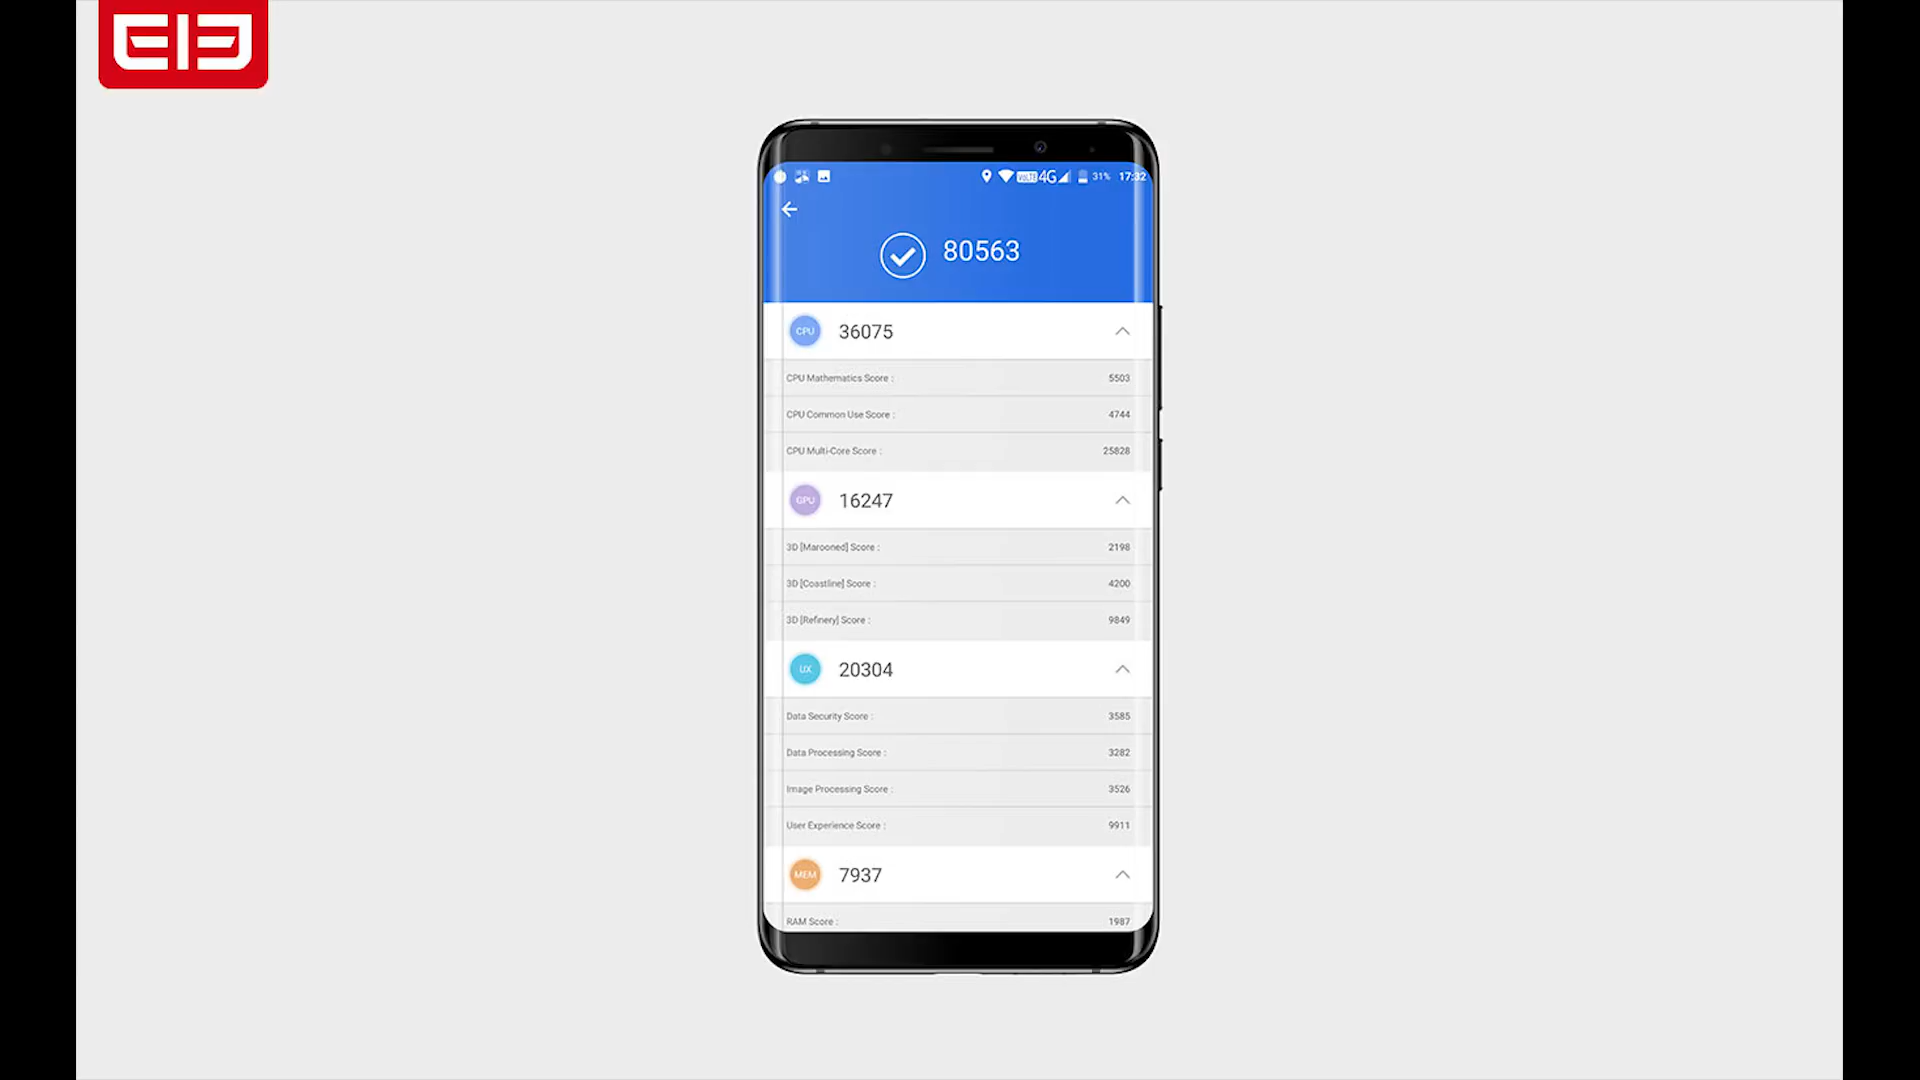 VoLTE 4G 31% 17:32
80563
CPU 36075
CPU Mathematics Score : 5503
CPU Common Use Score : 4744
CPU Multi-Core Score : 25828
GPU 16247
3D [Marooned] Score : 2198
3D [Coastline] Score : 4200
3D [Refinery] Score : 9849
UX 20304
Data Security Score : 3585
Data Processing Score : 3282
Image Processing Score : 3526
User Experience Score : 9911
MEM 7937
RAM Score : 1987